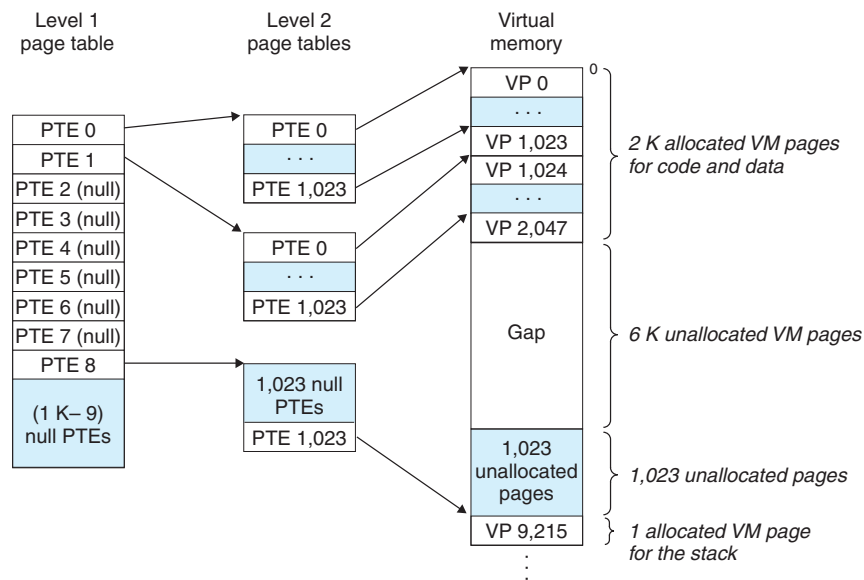 Level 1
page table
Level 2
page tables
Virtual
memory
PTE 0
PTE 1
PTE 2 (null)
PTE 3 (null)
PTE 4 (null)
PTE 5 (null)
PTE 6 (null)
PTE 7 (null)
PTE 8
(1 K– 9)
null PTEs
PTE 0
· · ·
PTE 1,023
PTE 0
· · ·
PTE 1,023
1,023 null
PTEs
PTE 1,023
0
VP 0
· · ·
VP 1,023
VP 1,024
· · ·
VP 2,047
Gap
1,023
unallocated
pages
VP 9,215
2 K allocated VM pages
for code and data
6 K unallocated VM pages
1,023 unallocated pages
1 allocated VM page
for the stack